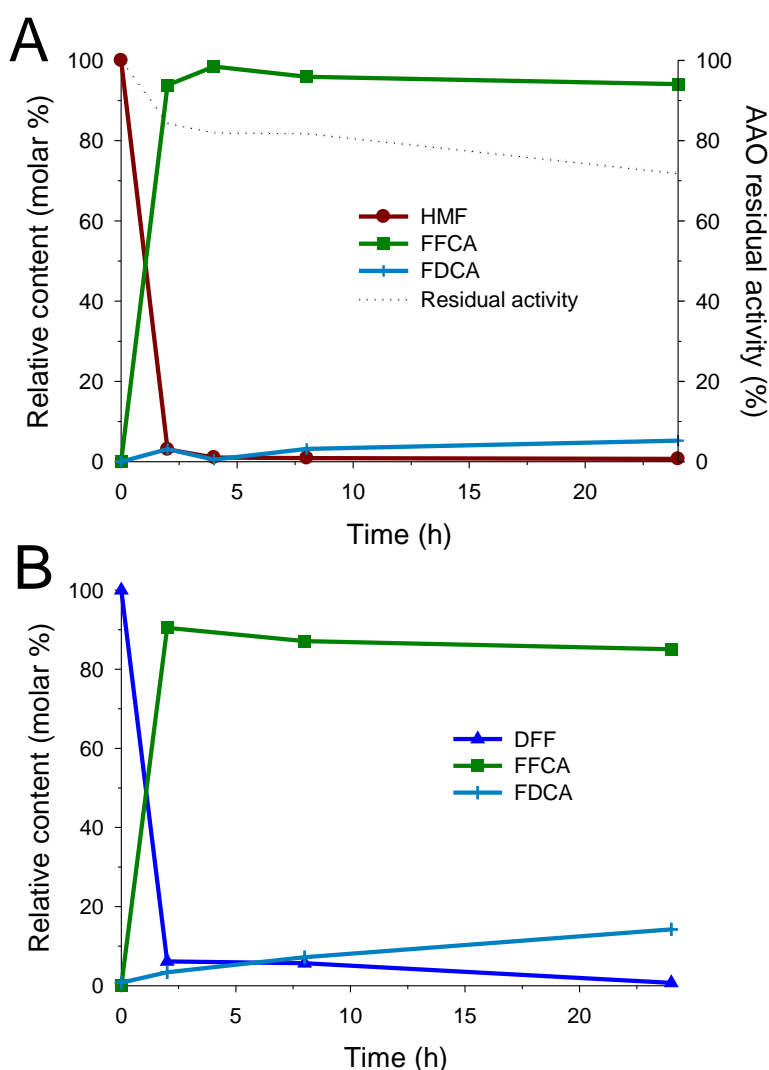 A
Relative content (molar %)
100
80
60
40
20
0
100
80
60
40
20
0
AAO residual activity (%)
HMF
FFCA
FDCA
Residual activity
0
5
10
15
20
Time (h)
B
Relative content (molar %)
100
80
60
40
20
0
DFF
FFCA
FDCA
0
5
10
15
20
Time (h)